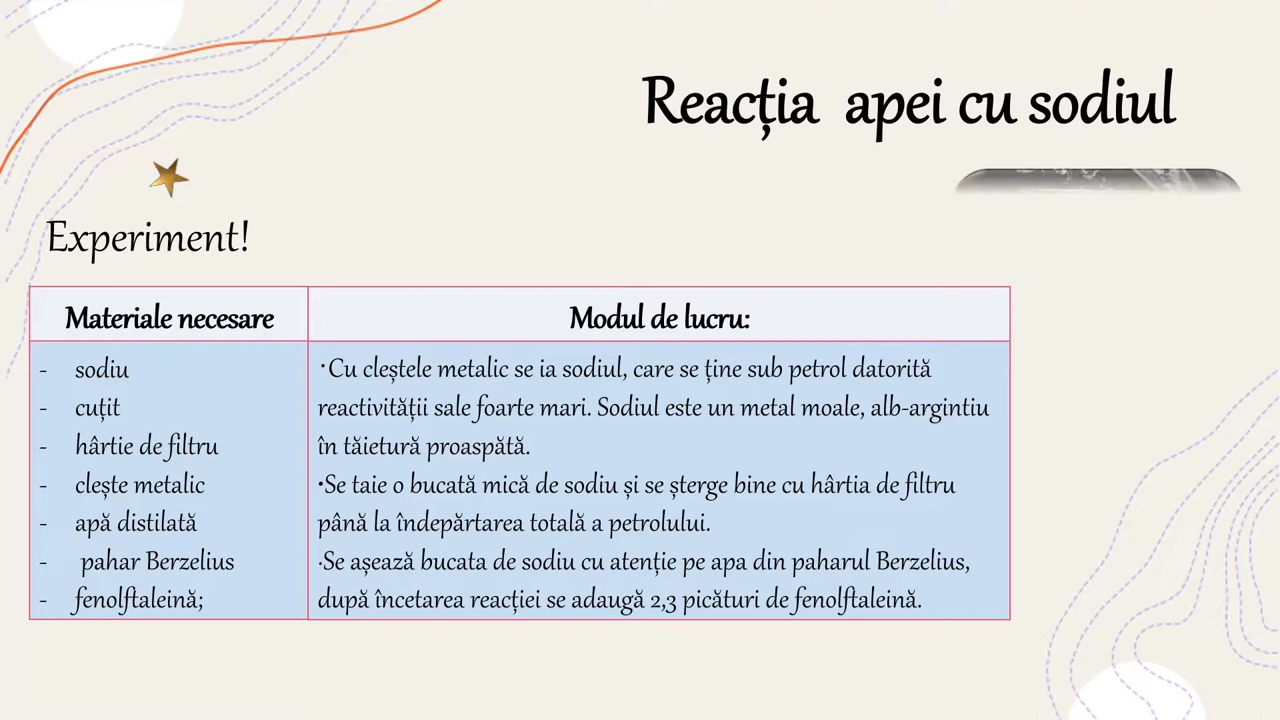 Reacția apei cu sodiul
Experiment!
Materiale necesare
- sodiu
- cuțit
- hârtie de filtru
- clește metalic
- apă distilată
- pahar Berzelius
- fenolftaleină;
Modul de lucru:
•Cu cleștele metalic se ia sodiul, care se ține sub petrol datorită
reactivității sale foarte mari. Sodiul este un metal moale, alb-argintiu
în tăietură proaspătă.
•Se taie o bucată mică de sodiu și se șterge bine cu hârtia de filtru
până la îndepărtarea totală a petrolului.
•Se așează bucata de sodiu cu atenție pe apa din paharul Berzelius,
după încetarea reacției se adaugă 2,3 picături de fenolftaleină.